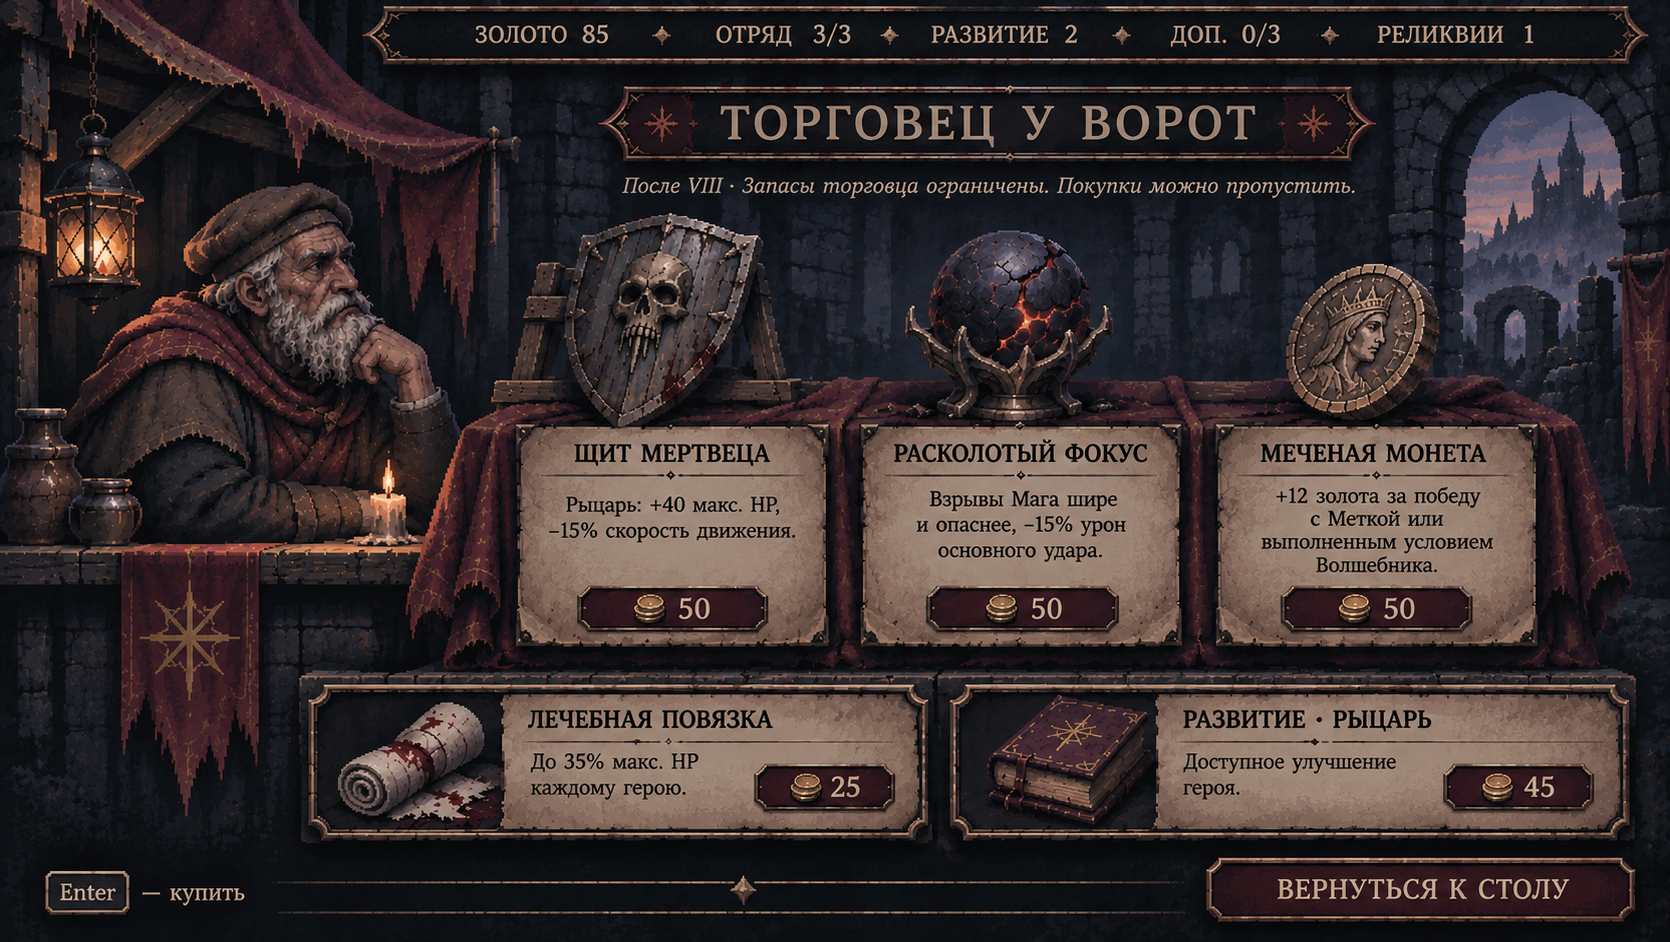 ЗОЛОТО 85 ОТРЯД 3/3 РАЗВИТИЕ 2 ДОП. 0/3 РЕЛИКВИИ 1
ТОРГОВЕЦ У ВОРОТ
После VIII · Запасы торговца ограничены. Покупки можно пропустить.
ЩИТ МЕРТВЕЦА
Рыцарь: +40 макс. HP,
−15% скорость движения.
50
РАСКОЛОТЫЙ ФОКУС
Взрывы Мага шире
и опаснее, −15% урон
основного удара.
50
МЕЧЕНАЯ МОНЕТА
+12 золота за победу
с Меткой или
выполненным условием
Волшебника.
50
ЛЕЧЕБНАЯ ПОВЯЗКА
До 35% макс. HP
каждому герою.
25
РАЗВИТИЕ · РЫЦАРЬ
Доступное улучшение
героя.
45
Enter — купить
ВЕРНУТЬСЯ К СТОЛУ